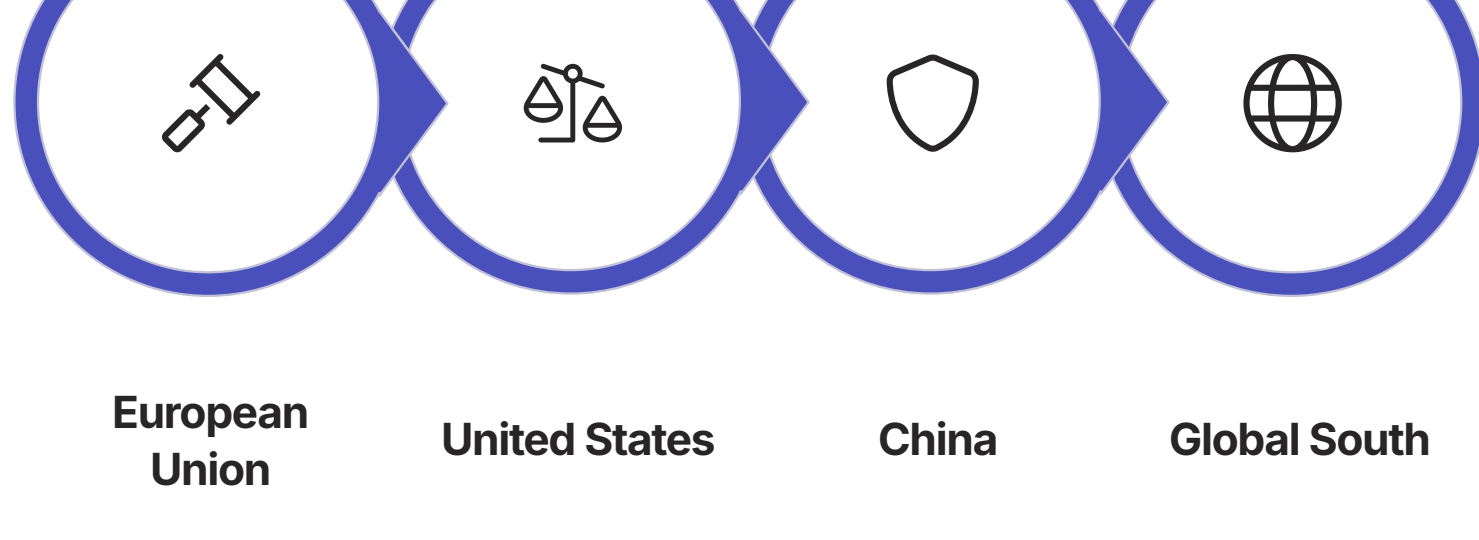 European
Union
United States
China
Global South